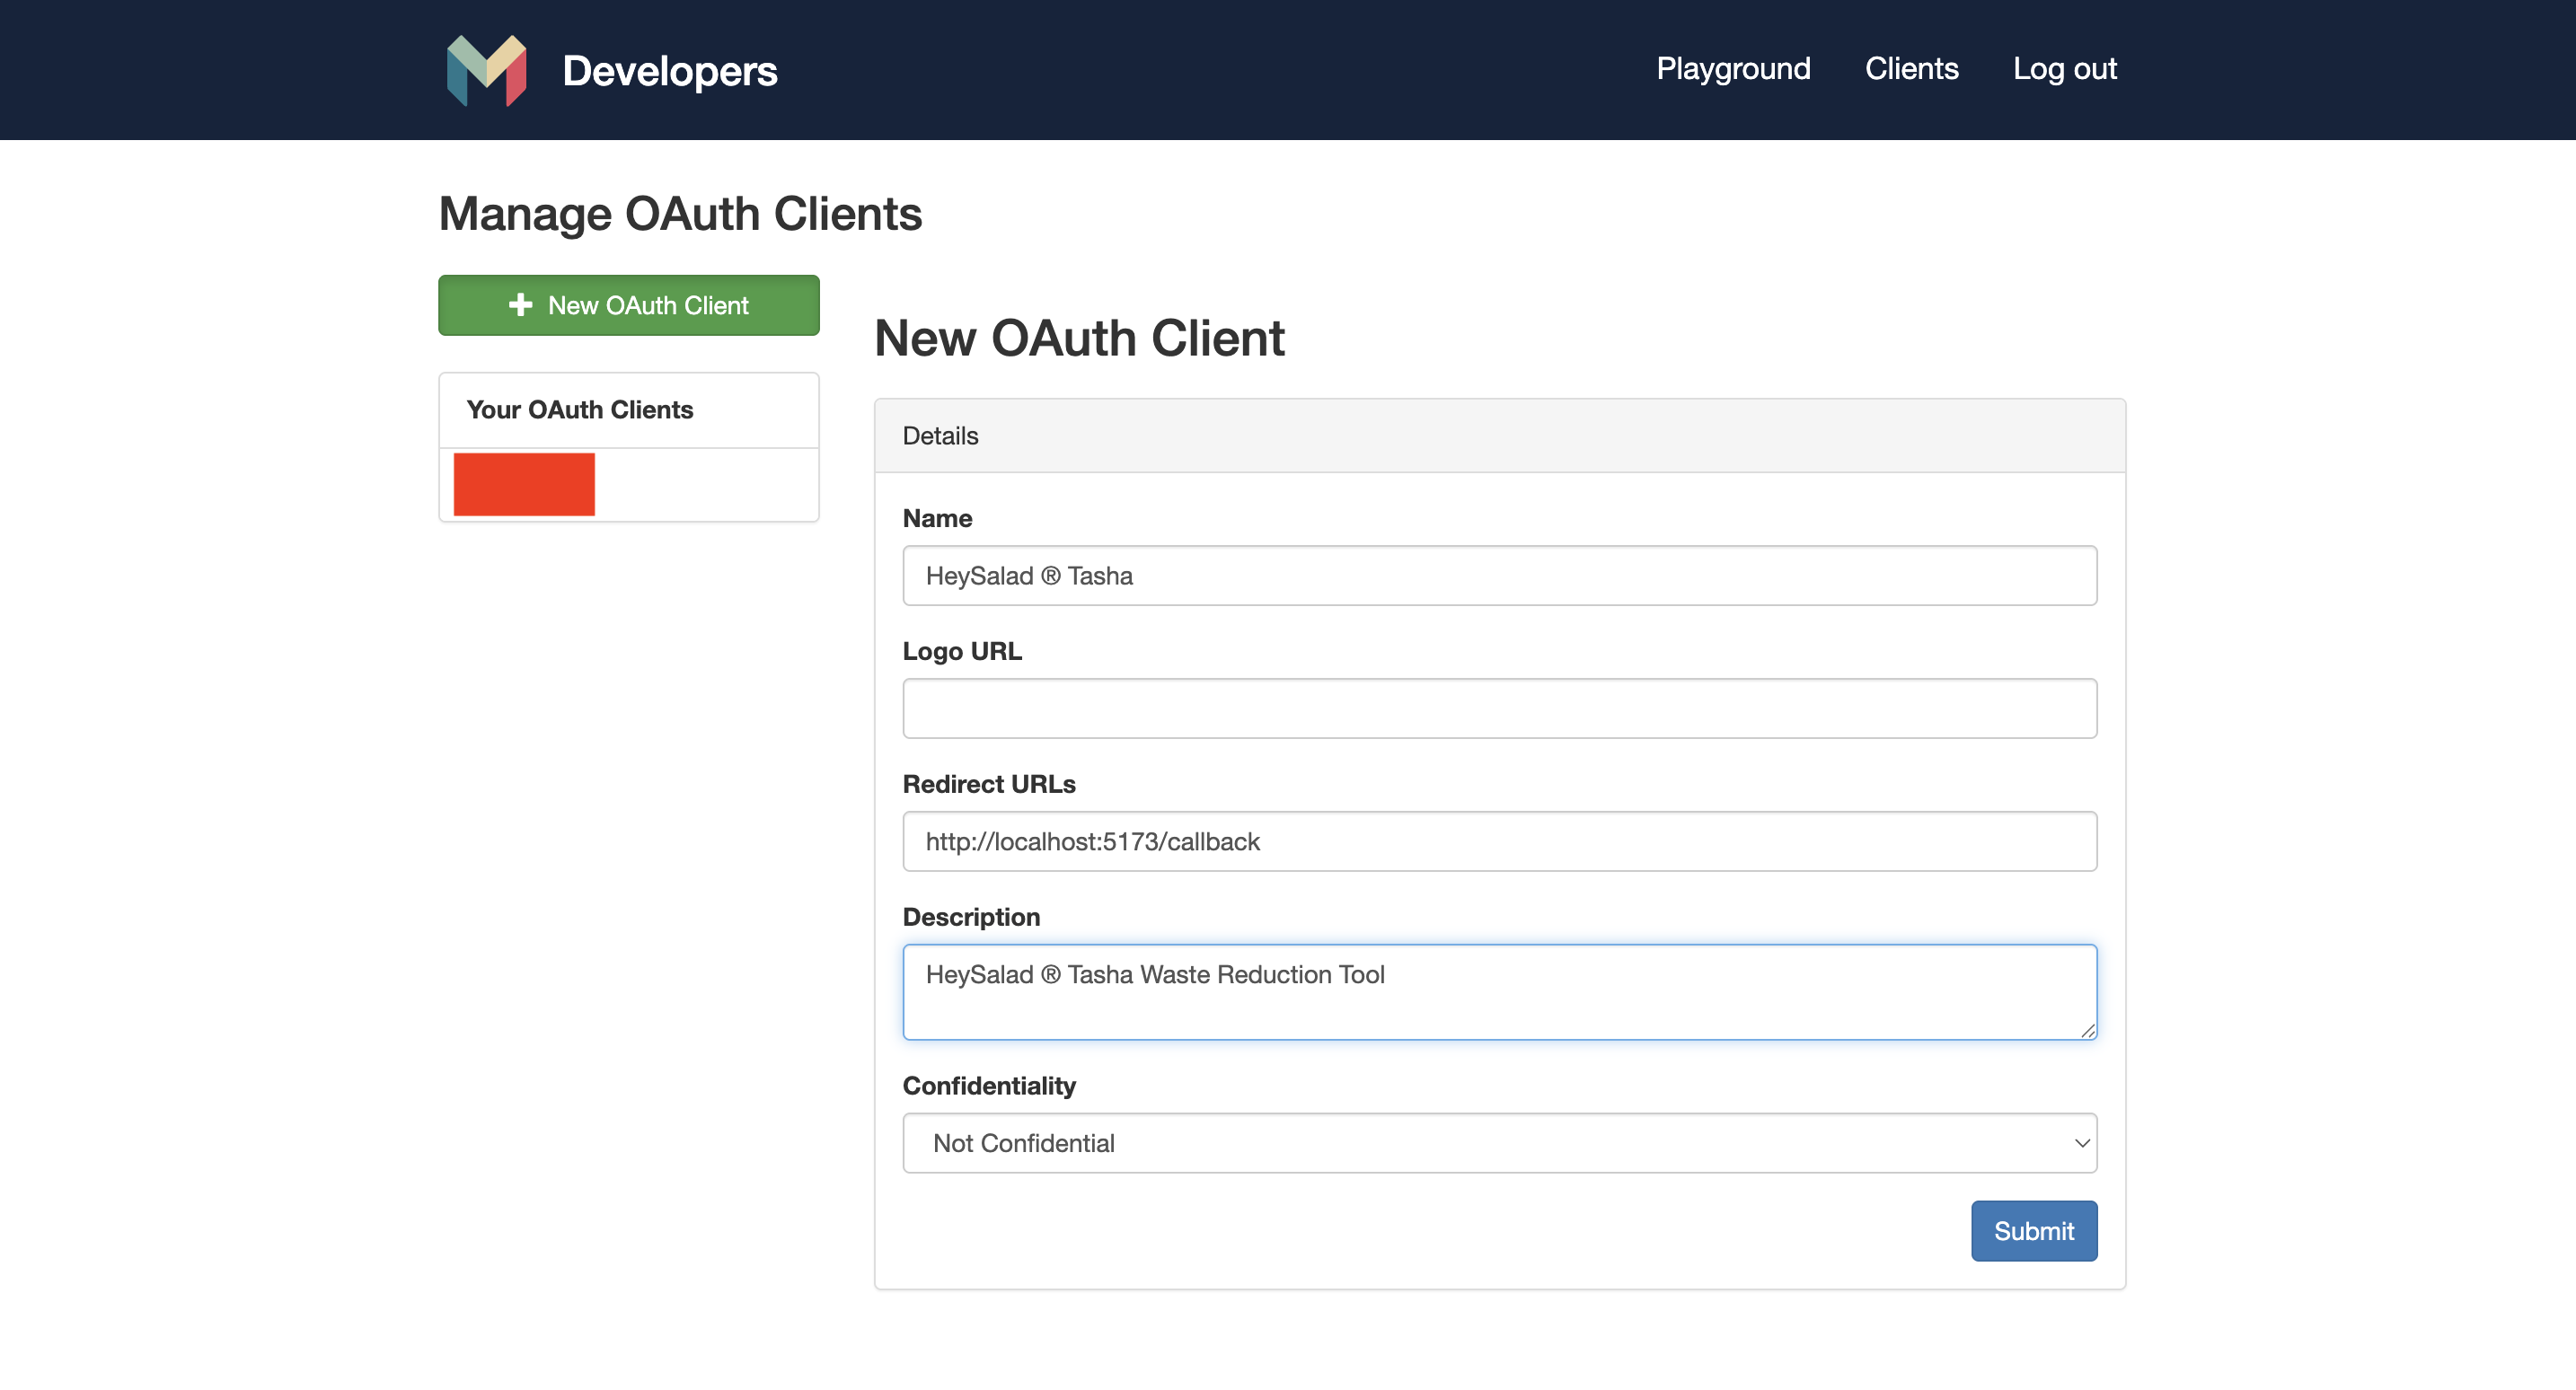 Developers
Playground
Clients
Log out
Manage OAuth Clients
New OAuth Client
Your OAuth Clients
New OAuth Client
Details
Name
HeySalad ® Tasha
Logo URL
Redirect URLs
http://localhost:5173/callback
Description
HeySalad ® Tasha Waste Reduction Tool
Confidentiality
Not Confidential
Submit